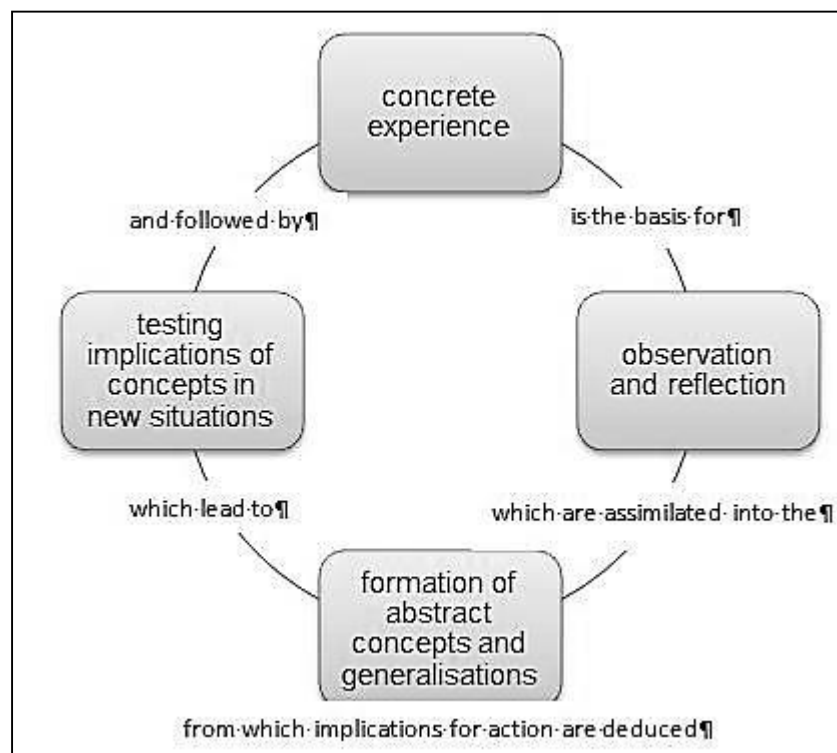 concrete
experience
is·the·basis·for¶
observation
and reflection
which·are·assimilated·into·the¶
formation of
abstract
concepts and
generalisations
from·which·implications·for·action·are·deduced¶
which·lead·to¶
testing
implications of
concepts in
new situations
and·followed·by¶